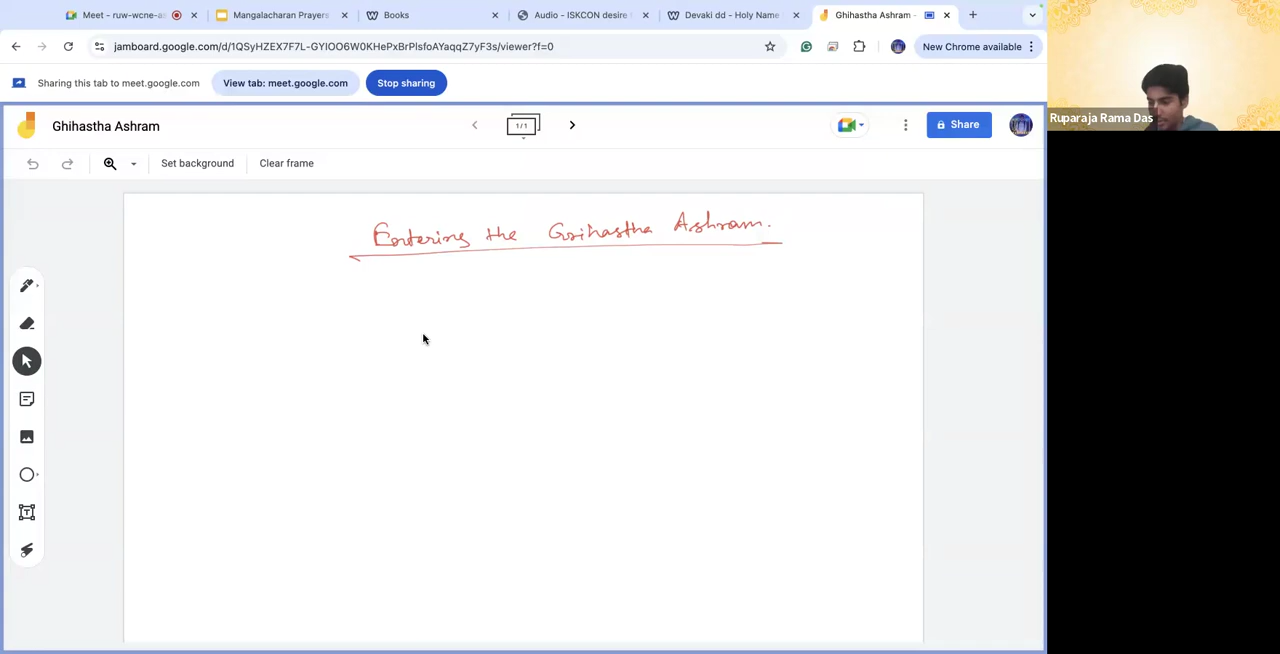 Meet - ruw-wcne-a
Mangalacharan Prayers
Books
Audio - ISKCON desire
Devaki dd - Holy Name
Ghihastha Ashram -
jamboard.google.com/d/1QSyHZEX7F7L-GYIOO6W0KHePxBrPlsfoAYaqqZ7yF3s/viewer?f=0
New Chrome available
Sharing this tab to meet.google.com
View tab: meet.google.com
Stop sharing
Ruparaja Rama Das
Ghihastha Ashram
1/1
Share
Set background
Clear frame
Entering the Grihastha Ashram.